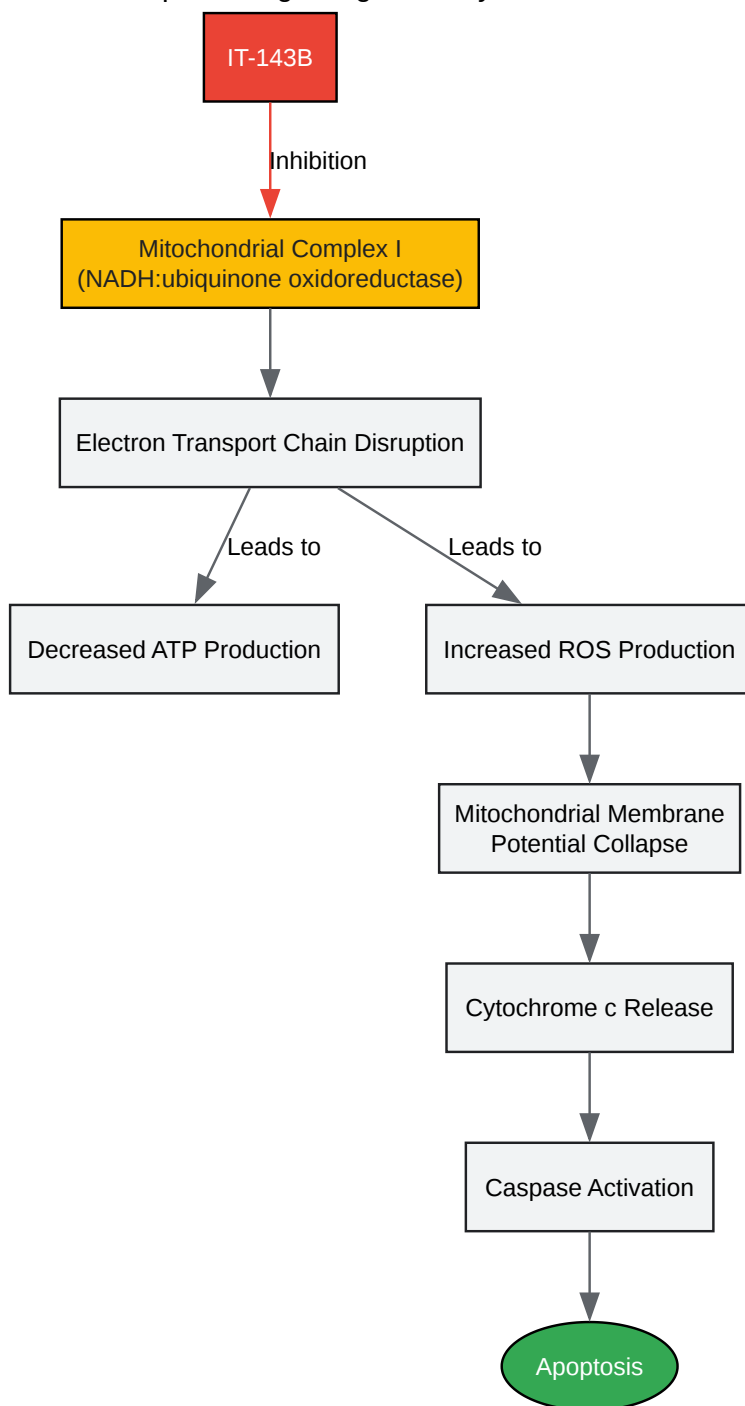 IT-143B
Inhibition
Mitochondrial Complex I
(NADH:ubiquinone oxidoreductase)
Electron Transport Chain Disruption
Leads to
Leads to
Decreased ATP Production
Increased ROS Production
Mitochondrial Membrane
Potential Collapse
Cytochrome c Release
Caspase Activation
Apoptosis